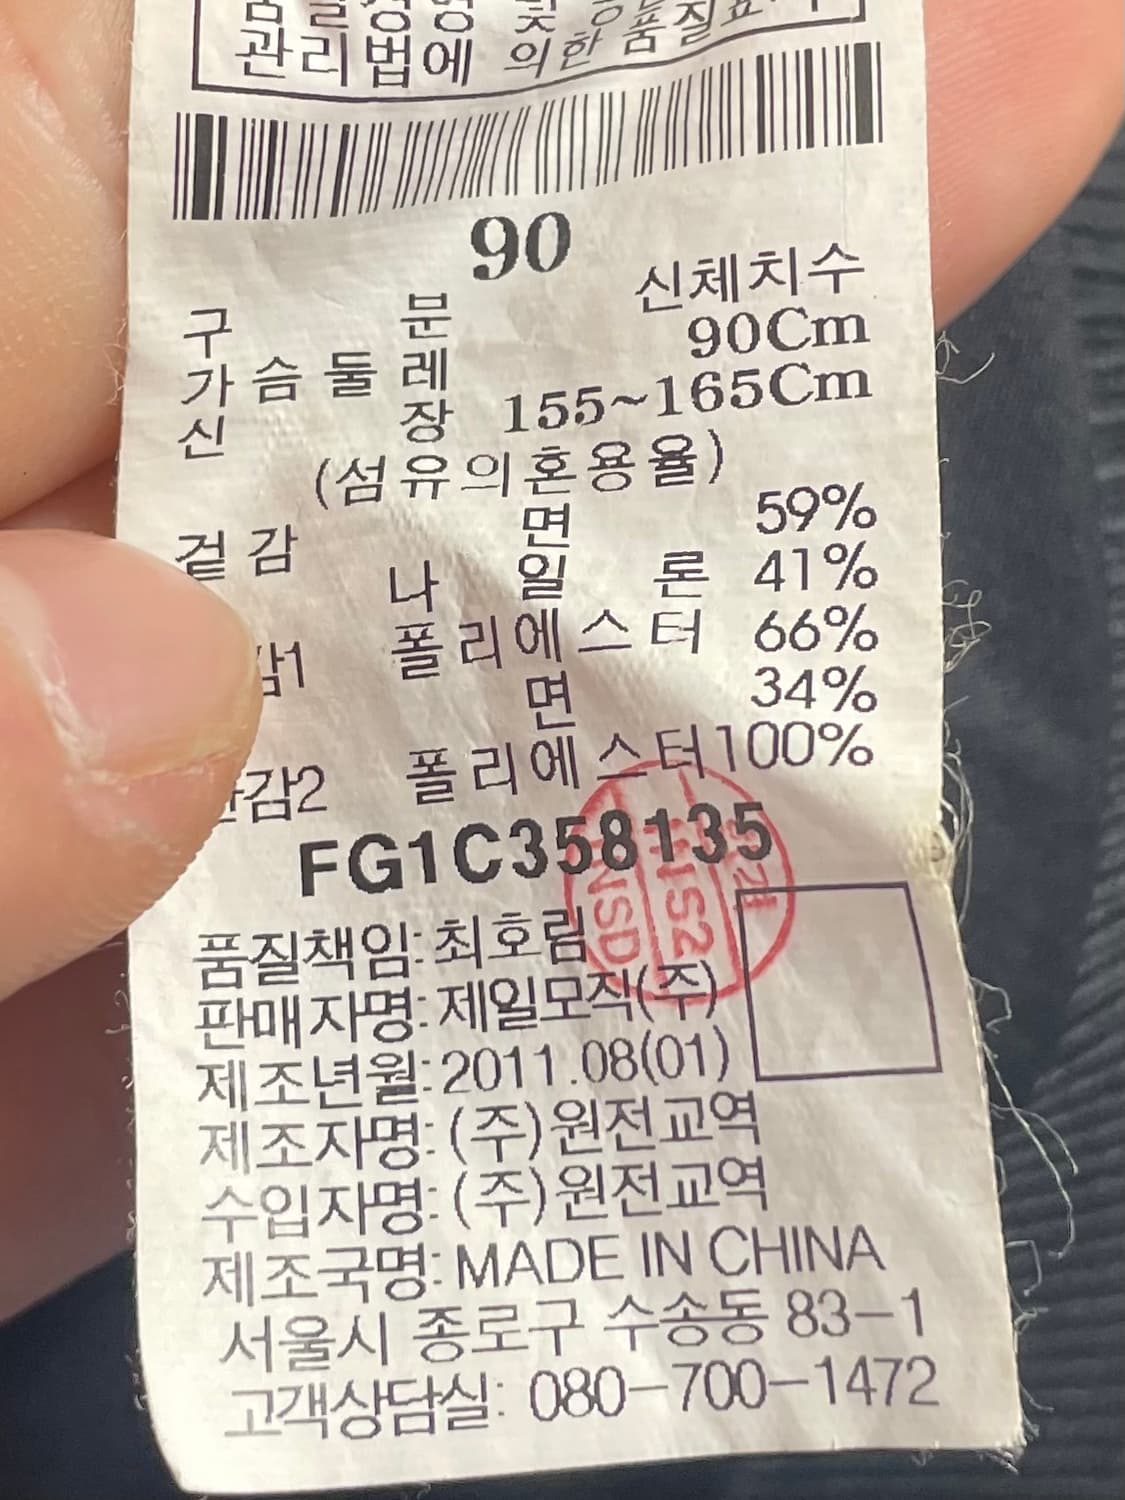 관리법에 의한 품질표
90
구 분 신체치수
가슴둘레 90Cm
신 장 155~165Cm
(섬유의혼용율)
겉감 면 59%
나일론 41%
감1 폴리에스터 66%
면 34%
감2 폴리에스터 100%
FG1C358135
품질책임: 최호림
판매자명: 제일모직(주)
제조년월: 2011.08(01)
제조자명: (주)원전교역
수입자명: (주)원전교역
제조국명: MADE IN CHINA
서울시 종로구 수송동 83-1
고객상담실: 080-700-1472